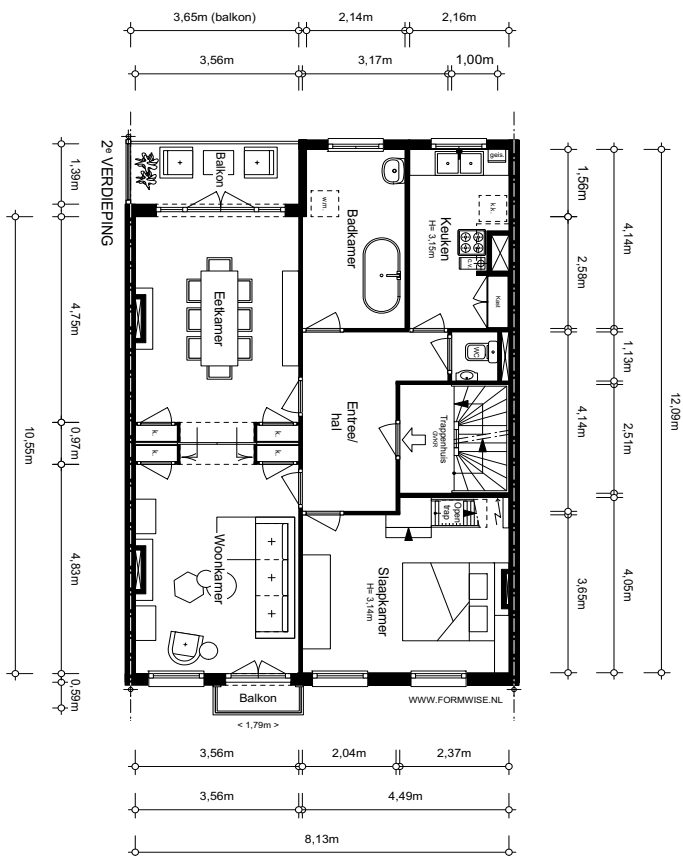 3,65m (balkon)
2,14m
2,16m
3,56m
3,17m
1,00m
2e VERDIEPING
1,39m
4,75m
0,97m
10,55m
4,83m
0,59m
Balkon
wm
Badkamer
geis.
k.k.
Keuken
H= 3,15m
c.v.
Kast
Eetkamer
WC
Entree/
hal
Trappenhuis
OVKR
k.
k.
k.
k.
Open
trap
Woonkamer
Slaapkamer
H= 3,14m
Balkon
WWW.FORMWISE.NL
< 1,79m >
1,56m
2,58m
4,14m
3,65m
4,14m
1,13m
2,51m
4,05m
12,09m
3,56m
2,04m
2,37m
3,56m
4,49m
8,13m